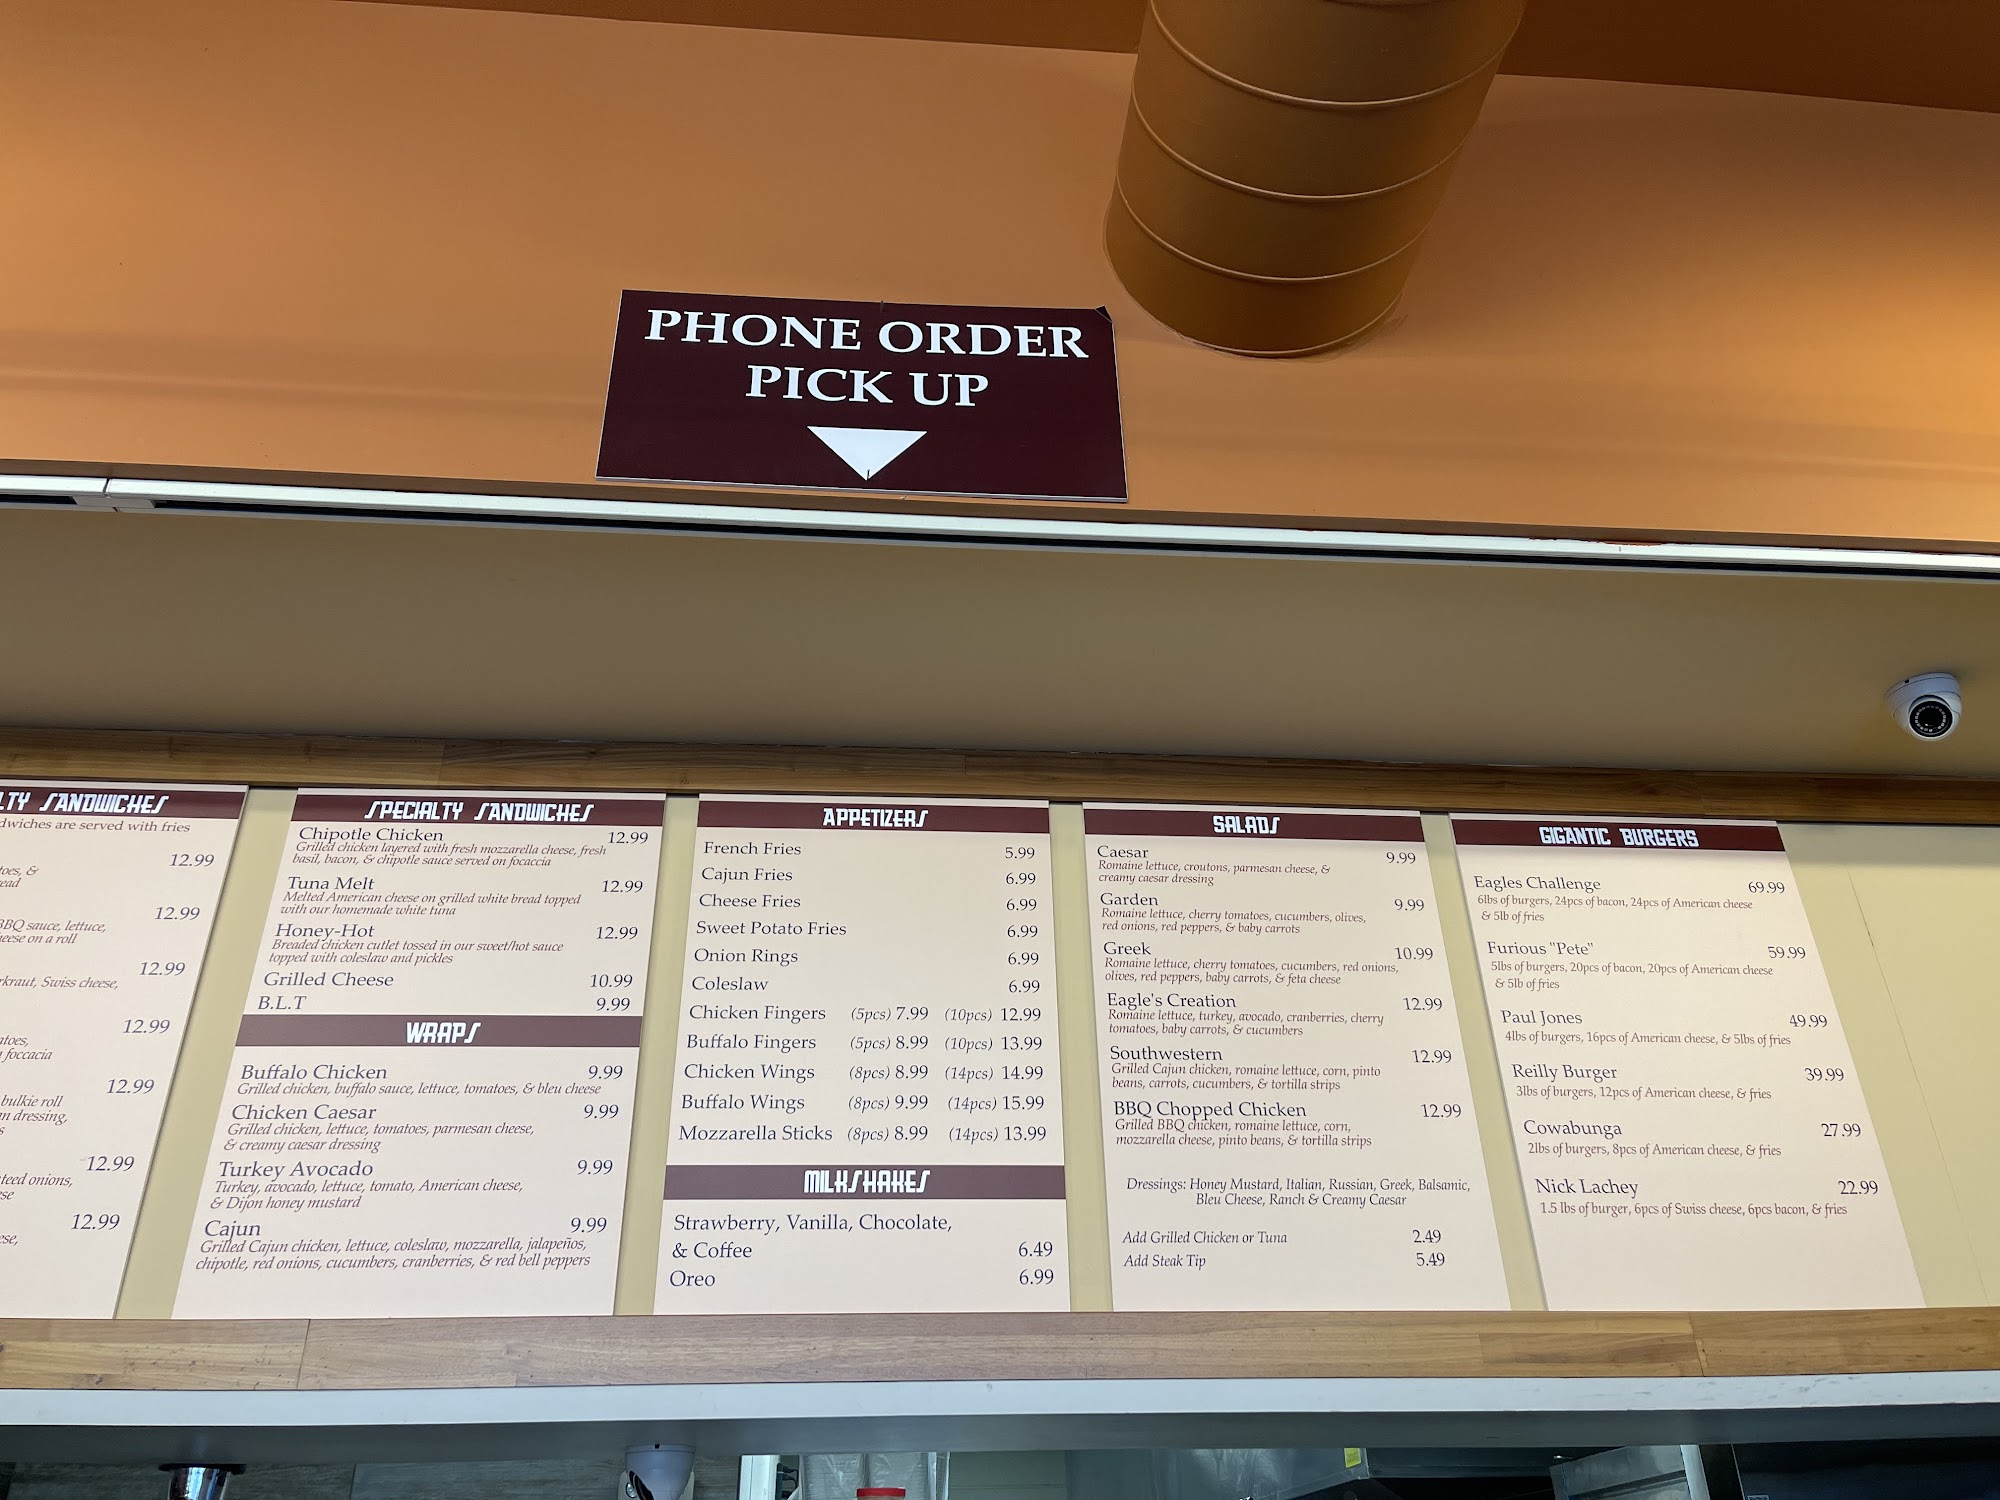 PHONE ORDER
PICK UP
LTY SANDWICHES
dwiches are served with fries
12.99
toes, &
ead
12.99
BBQ sauce, lettuce,
eese on a roll
12.99
rkraut, Swiss cheese,
12.99
atoes,
foccacia
12.99
bulkie roll
n dressing,
s
12.99
teed onions,
se
12.99
ese,
SPECIALTY SANDWICHES
Chipotle Chicken 12.99
Grilled chicken layered with fresh mozzarella cheese, fresh
basil, bacon, & chipotle sauce served on focaccia
Tuna Melt 12.99
Melted American cheese on grilled white bread topped
with our homemade white tuna
Honey-Hot 12.99
Breaded chicken cutlet tossed in our sweet/hot sauce
topped with coleslaw and pickles
Grilled Cheese 10.99
B.L.T 9.99
WRAPS
Buffalo Chicken 9.99
Grilled chicken, buffalo sauce, lettuce, tomatoes, & bleu cheese
Chicken Caesar 9.99
Grilled chicken, lettuce, tomatoes, parmesan cheese,
& creamy caesar dressing
Turkey Avocado 9.99
Turkey, avocado, lettuce, tomato, American cheese,
& Dijon honey mustard
Cajun 9.99
Grilled Cajun chicken, lettuce, coleslaw, mozzarella, jalapeños,
chipotle, red onions, cucumbers, cranberries, & red bell peppers
APPETIZERS
French Fries 5.99
Cajun Fries 6.99
Cheese Fries 6.99
Sweet Potato Fries 6.99
Onion Rings 6.99
Coleslaw 6.99
Chicken Fingers (5pcs) 7.99 (10pcs) 12.99
Buffalo Fingers (5pcs) 8.99 (10pcs) 13.99
Chicken Wings (8pcs) 8.99 (14pcs) 14.99
Buffalo Wings (8pcs) 9.99 (14pcs) 15.99
Mozzarella Sticks (8pcs) 8.99 (14pcs) 13.99
MILKSHAKES
Strawberry, Vanilla, Chocolate,
& Coffee 6.49
Oreo 6.99
SALADS
Caesar 9.99
Romaine lettuce, croutons, parmesan cheese, &
creamy caesar dressing
Garden 9.99
Romaine lettuce, cherry tomatoes, cucumbers, olives,
red onions, red peppers, & baby carrots
Greek 10.99
Romaine lettuce, cherry tomatoes, cucumbers, red onions,
olives, red peppers, baby carrots, & feta cheese
Eagle's Creation 12.99
Romaine lettuce, turkey, avocado, cranberries, cherry
tomatoes, baby carrots, & cucumbers
Southwestern 12.99
Grilled Cajun chicken, romaine lettuce, corn, pinto
beans, carrots, cucumbers, & tortilla strips
BBQ Chopped Chicken 12.99
Grilled BBQ chicken, romaine lettuce, corn,
mozzarella cheese, pinto beans, & tortilla strips
Dressings: Honey Mustard, Italian, Russian, Greek, Balsamic,
Bleu Cheese, Ranch & Creamy Caesar
Add Grilled Chicken or Tuna 2.49
Add Steak Tip 5.49
GIGANTIC BURGERS
Eagles Challenge 69.99
6lbs of burgers, 24pcs of bacon, 24pcs of American cheese
& 5lb of fries
Furious "Pete" 59.99
5lbs of burgers, 20pcs of bacon, 20pcs of American cheese
& 5lb of fries
Paul Jones 49.99
4lbs of burgers, 16pcs of American cheese, & 5lbs of fries
Reilly Burger 39.99
3lbs of burgers, 12pcs of American cheese, & fries
Cowabunga 27.99
2lbs of burgers, 8pcs of American cheese, & fries
Nick Lachey 22.99
1.5 lbs of burger, 6pcs of Swiss cheese, 6pcs bacon, & fries